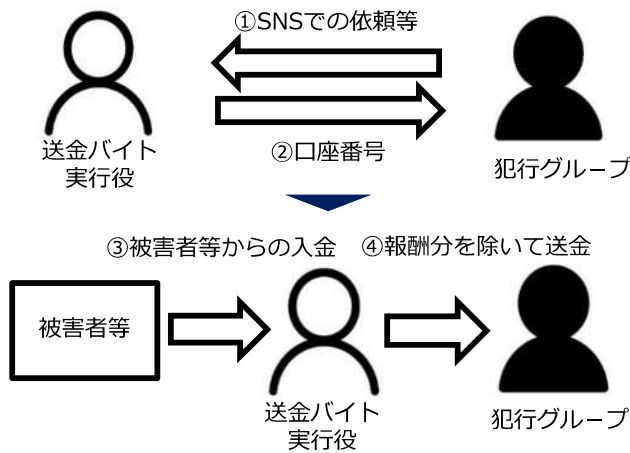 ①SNSでの依頼等
②口座番号
送金バイト
実行役
犯行グループ
③被害者等からの入金
④報酬分を除いて送金
被害者等
送金バイト
実行役
犯行グループ